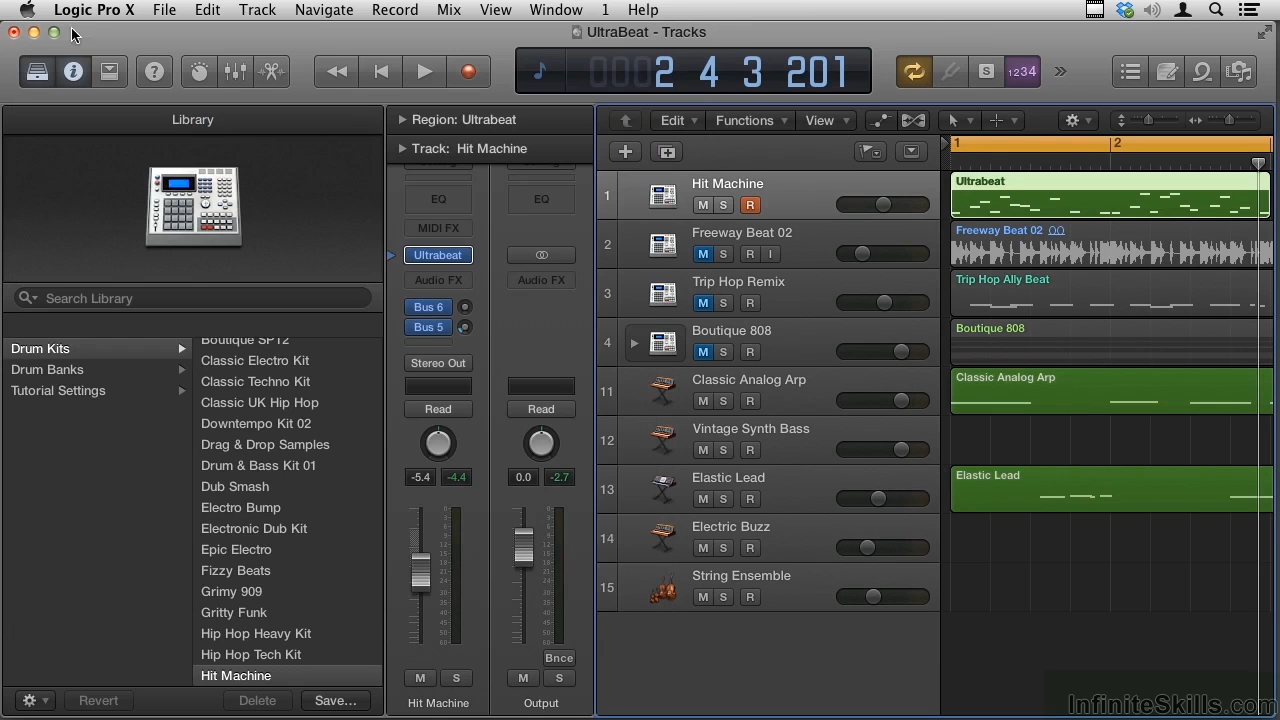 Logic Pro X File Edit Track Navigate Record Mix View Window 1 Help
UltraBeat - Tracks
0002 4 3 201
S
1234
Library
Region: Ultrabeat
Track: Hit Machine
Edit Functions View
1 2
EQ EQ
MIDI FX
Ultrabeat
Audio FX Audio FX
Bus 6
Bus 5
Stereo Out
Read Read
-5.4 -4.4 0.0 -2.7
Bnce
M S M S
Hit Machine Output
Search Library
Drum Kits
Drum Banks
Tutorial Settings
Boutique SP12
Classic Electro Kit
Classic Techno Kit
Classic UK Hip Hop
Downtempo Kit 02
Drag & Drop Samples
Drum & Bass Kit 01
Dub Smash
Electro Bump
Electronic Dub Kit
Epic Electro
Fizzy Beats
Grimy 909
Gritty Funk
Hip Hop Heavy Kit
Hip Hop Tech Kit
Hit Machine
Revert Delete Save...
1 Hit Machine
M S R
2 Freeway Beat 02
M S R I
3 Trip Hop Remix
M S R
4 Boutique 808
M S R
11 Classic Analog Arp
M S R
12 Vintage Synth Bass
M S R
13 Elastic Lead
M S R
14 Electric Buzz
M S R
15 String Ensemble
M S R
Ultrabeat
Freeway Beat 02
Trip Hop Ally Beat
Boutique 808
Classic Analog Arp
Elastic Lead
InfiniteSkills.com